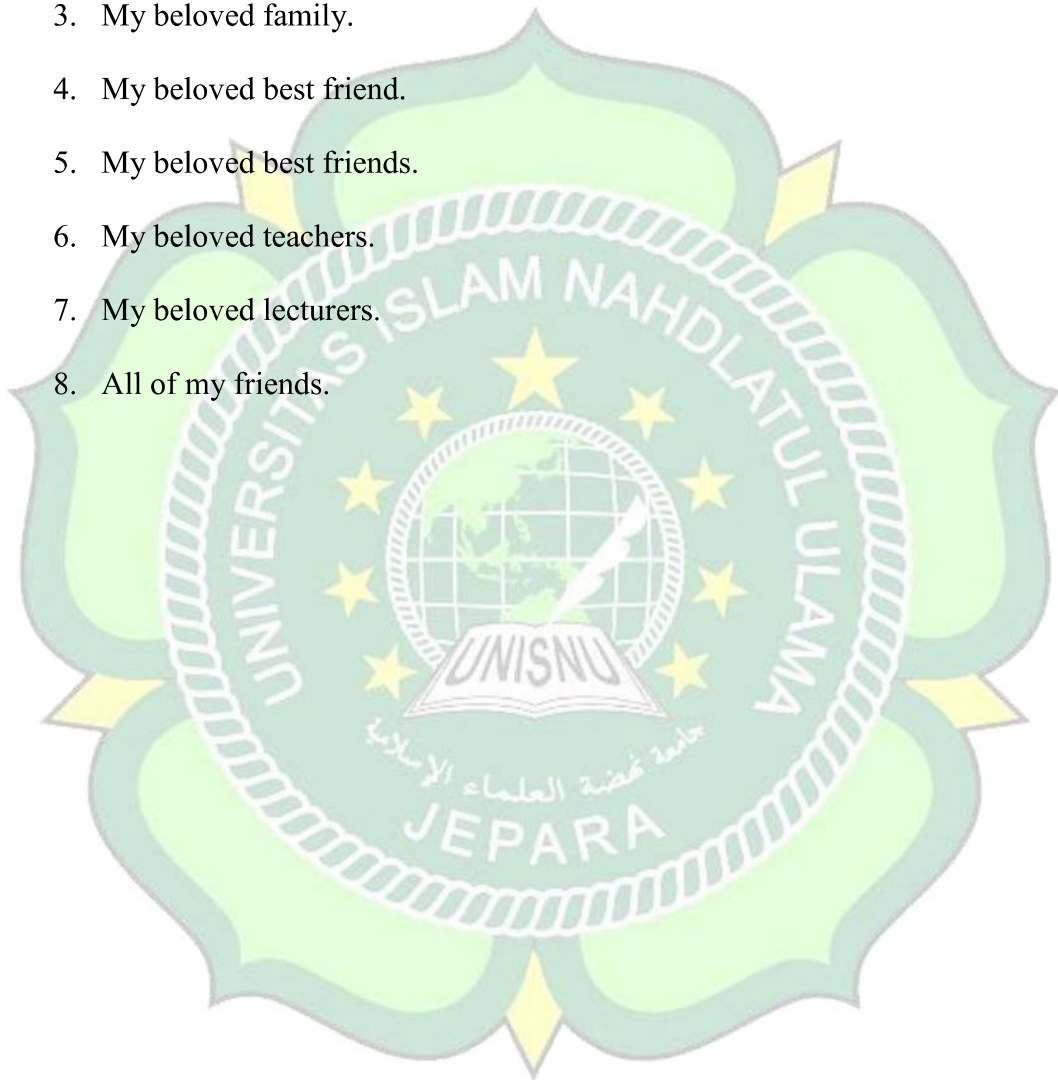 3. My beloved family.
4. My beloved best friend.
5. My beloved best friends.
6. My beloved teachers.
7. My beloved lecturers.
8. All of my friends.
UNIVERSITAS ISLAM NAHDLATUL ULAMA
UNISNU
جامعة نهضة العلماء الإسلامية
JEPARA